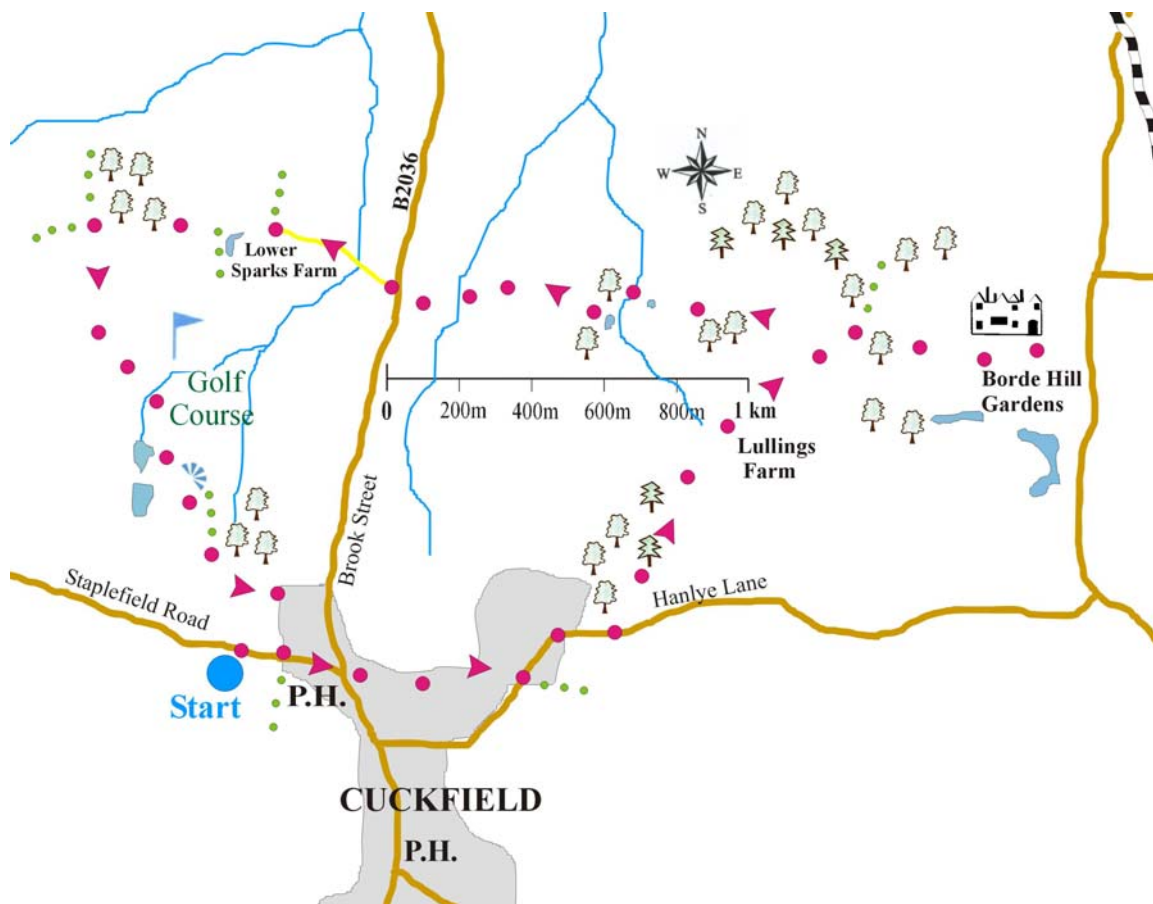 B2036
N
W E
S
Lower
Sparks Farm
Golf
Course
0 200m 400m 600m 800m 1 km
Borde Hill
Gardens
Lullings
Farm
Brook Street
Staplefield Road
Hanlye Lane
Start
P.H.
CUCKFIELD
P.H.